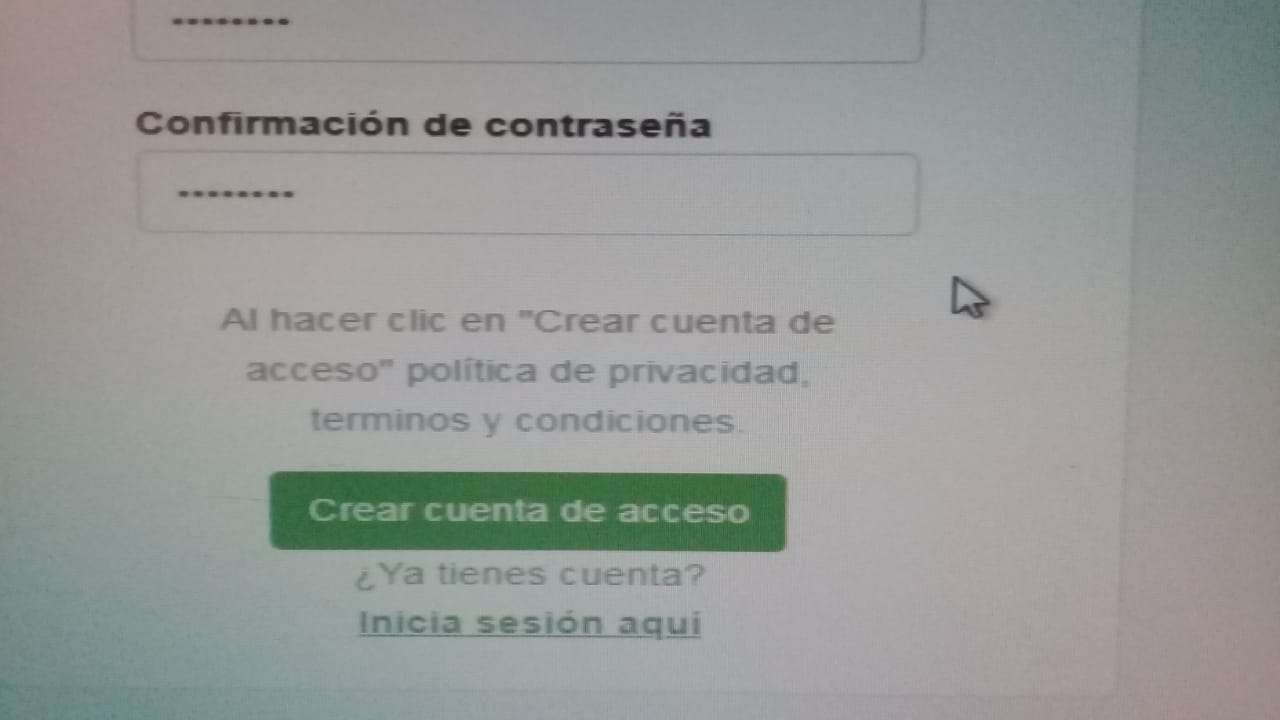 ••••••••
Confirmación de contraseña
••••••••
Al hacer clic en "Crear cuenta de
acceso" política de privacidad,
terminos y condiciones.
Crear cuenta de acceso
¿Ya tienes cuenta?
Inicia sesión aquí